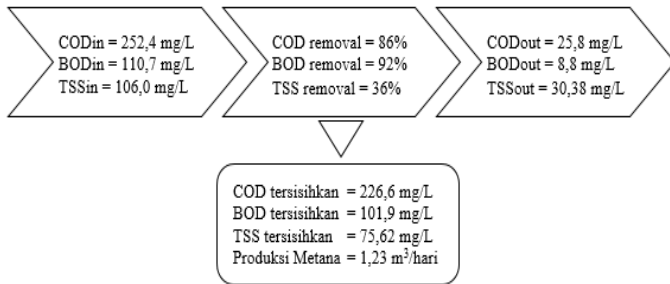 CODin = 252,4 mg/L
BODin = 110,7 mg/L
TSSin = 106,0 mg/L
COD removal = 86%
BOD removal = 92%
TSS removal = 36%
CODout = 25,8 mg/L
BODout = 8,8 mg/L
TSSout = 30,38 mg/L
COD tersisihkan = 226,6 mg/L
BOD tersisihkan = 101,9 mg/L
TSS tersisihkan = 75,62 mg/L
Produksi Metana = 1,23 m³/hari